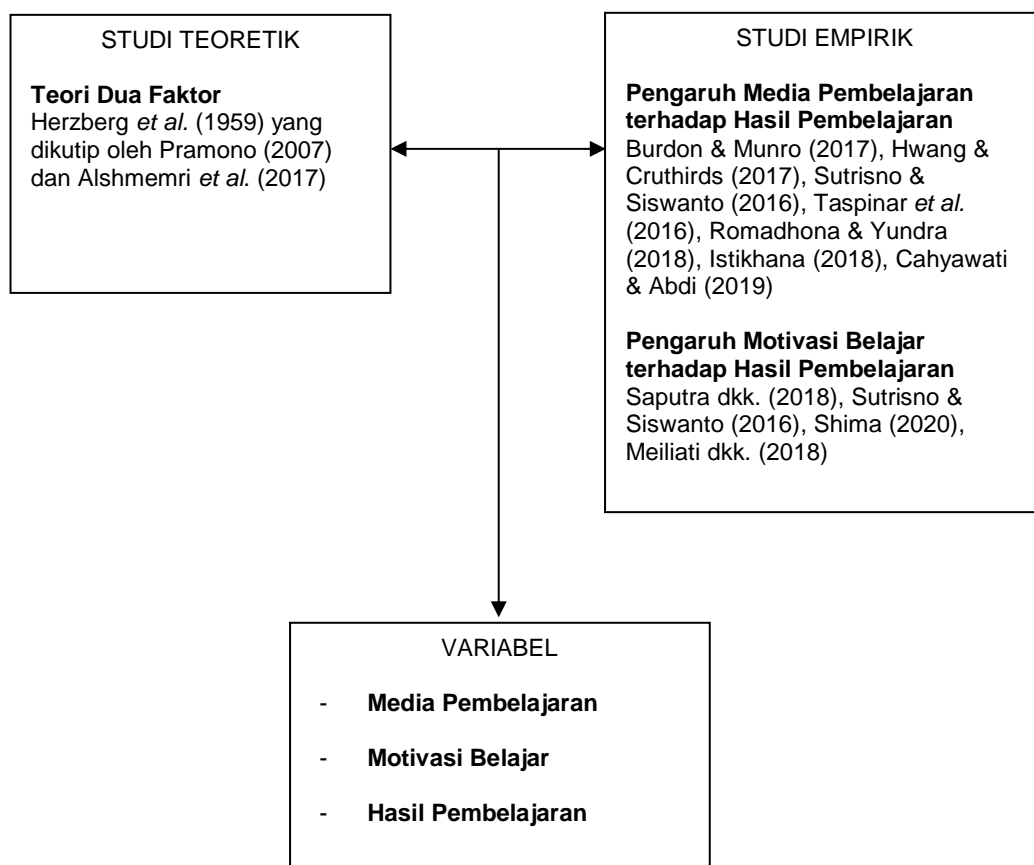 STUDI TEORETIK
Teori Dua Faktor
Herzberg et al. (1959) yang
dikutip oleh Pramono (2007)
dan Alshmemri et al. (2017)
STUDI EMPIRIK
Pengaruh Media Pembelajaran
terhadap Hasil Pembelajaran
Burdon & Munro (2017), Hwang &
Cruthirds (2017), Sutrisno &
Siswanto (2016), Taspinar et al.
(2016), Romadhona & Yundra
(2018), Istikhana (2018), Cahyawati
& Abdi (2019)
Pengaruh Motivasi Belajar
terhadap Hasil Pembelajaran
Saputra dkk. (2018), Sutrisno &
Siswanto (2016), Shima (2020),
Meiliati dkk. (2018)
VARIABEL
- Media Pembelajaran
- Motivasi Belajar
- Hasil Pembelajaran